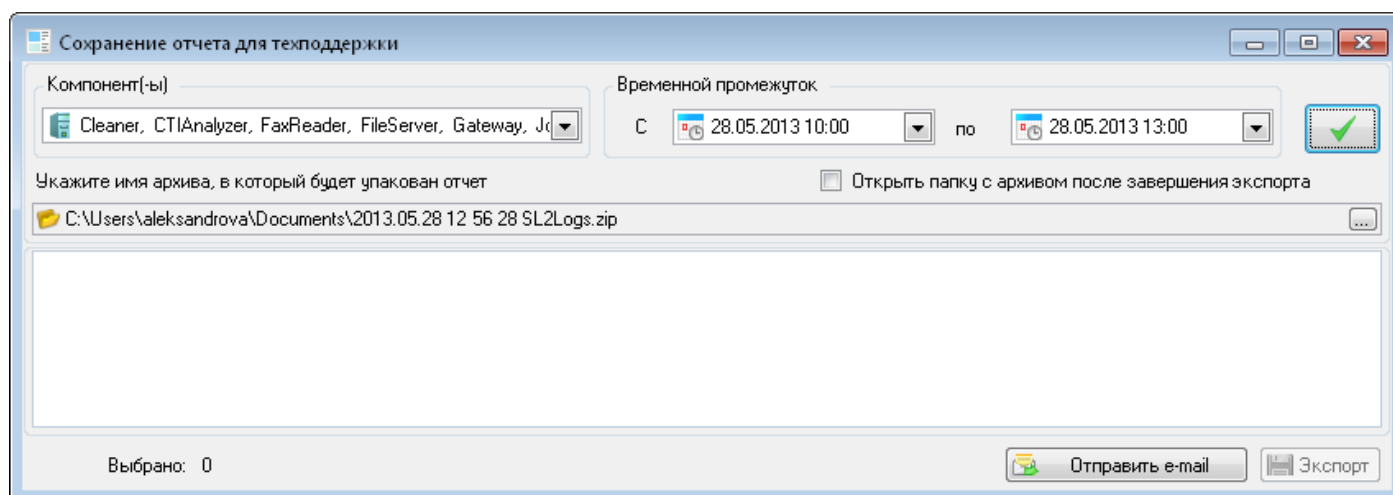 Сохранение отчета для техподдержки
Компонент(-ы)
Временной промежуток
Cleaner, CTIAnalyzer, FaxReader, FileServer, Gateway,
С 28.05.2013 10:00 по 28.05.2013 13:00
Укажите имя архива, в который будет упакован отчет
Открыть папку с архивом после завершения экспорта
C:\Users\aleksandrova\Documents\2013.05.28 12 56 28 SL2Logs.zip
...
Выбрано: 0
Отправить e-mail
Экспорт